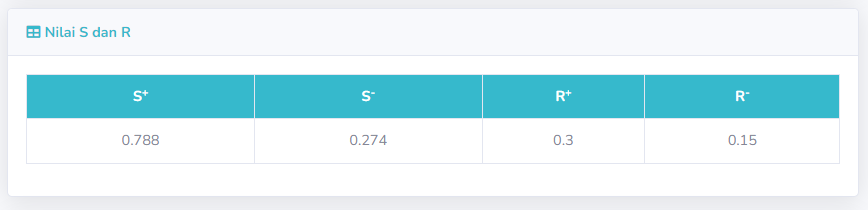 Nilai S dan R
S⁺ S⁻ R⁺ R⁻
0.788 0.274 0.3 0.15